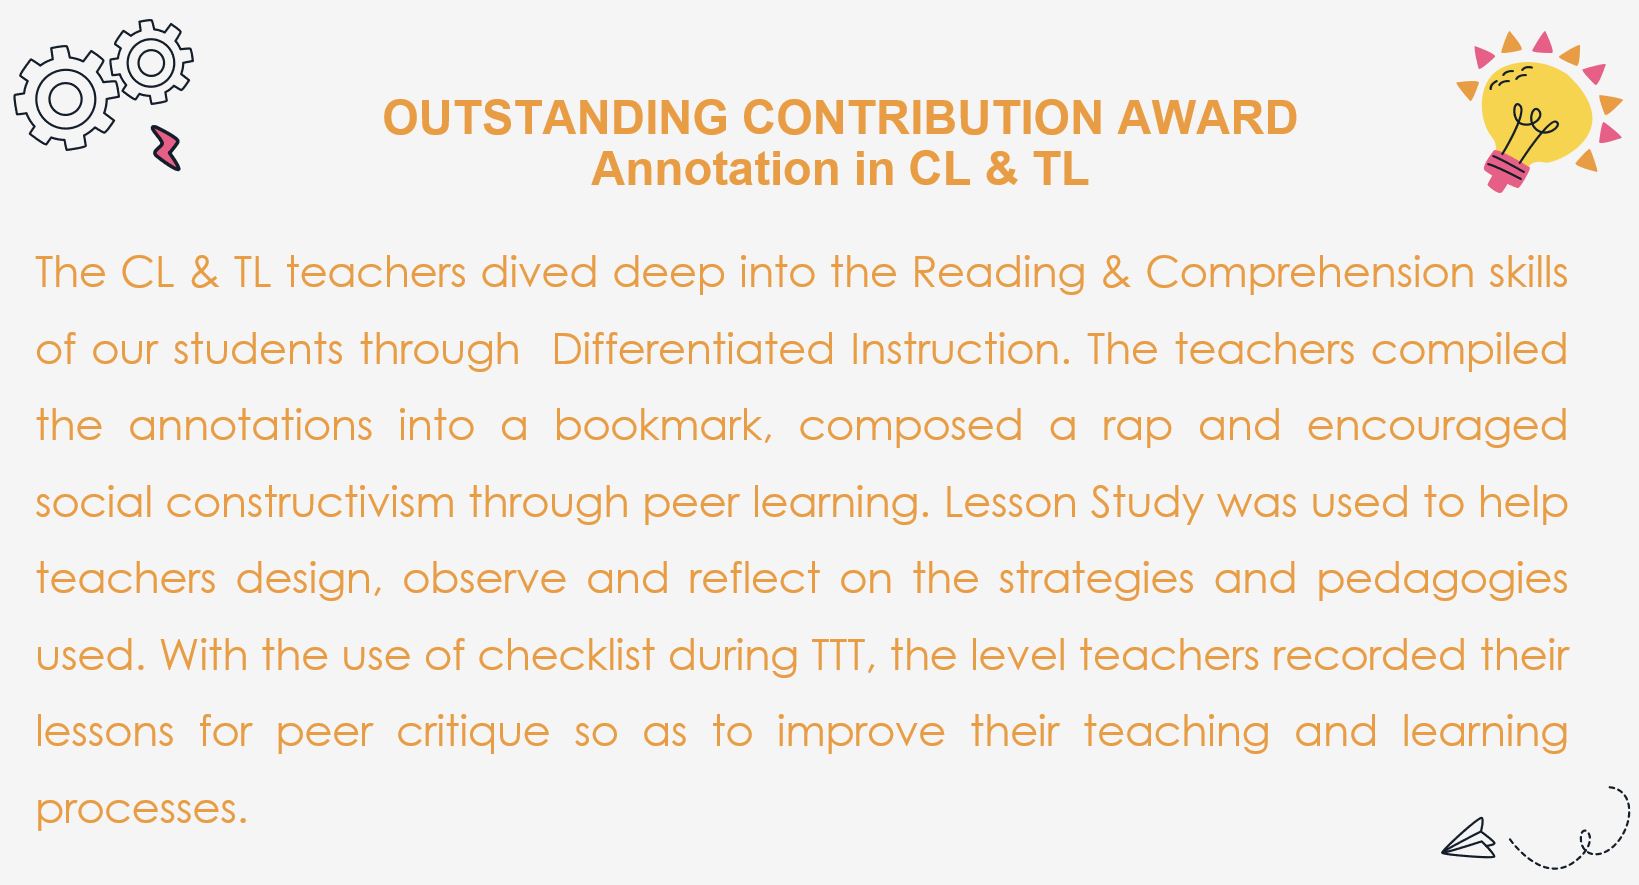 OUTSTANDING CONTRIBUTION AWARD
Annotation in CL & TL
The CL & TL teachers dived deep into the Reading & Comprehension skills
of our students through  Differentiated Instruction. The teachers compiled
the annotations into a bookmark, composed a rap and encouraged
social constructivism through peer learning. Lesson Study was used to help
teachers design, observe and reflect on the strategies and pedagogies
used. With the use of checklist during TTT, the level teachers recorded their
lessons for peer critique so as to improve their teaching and learning
processes.